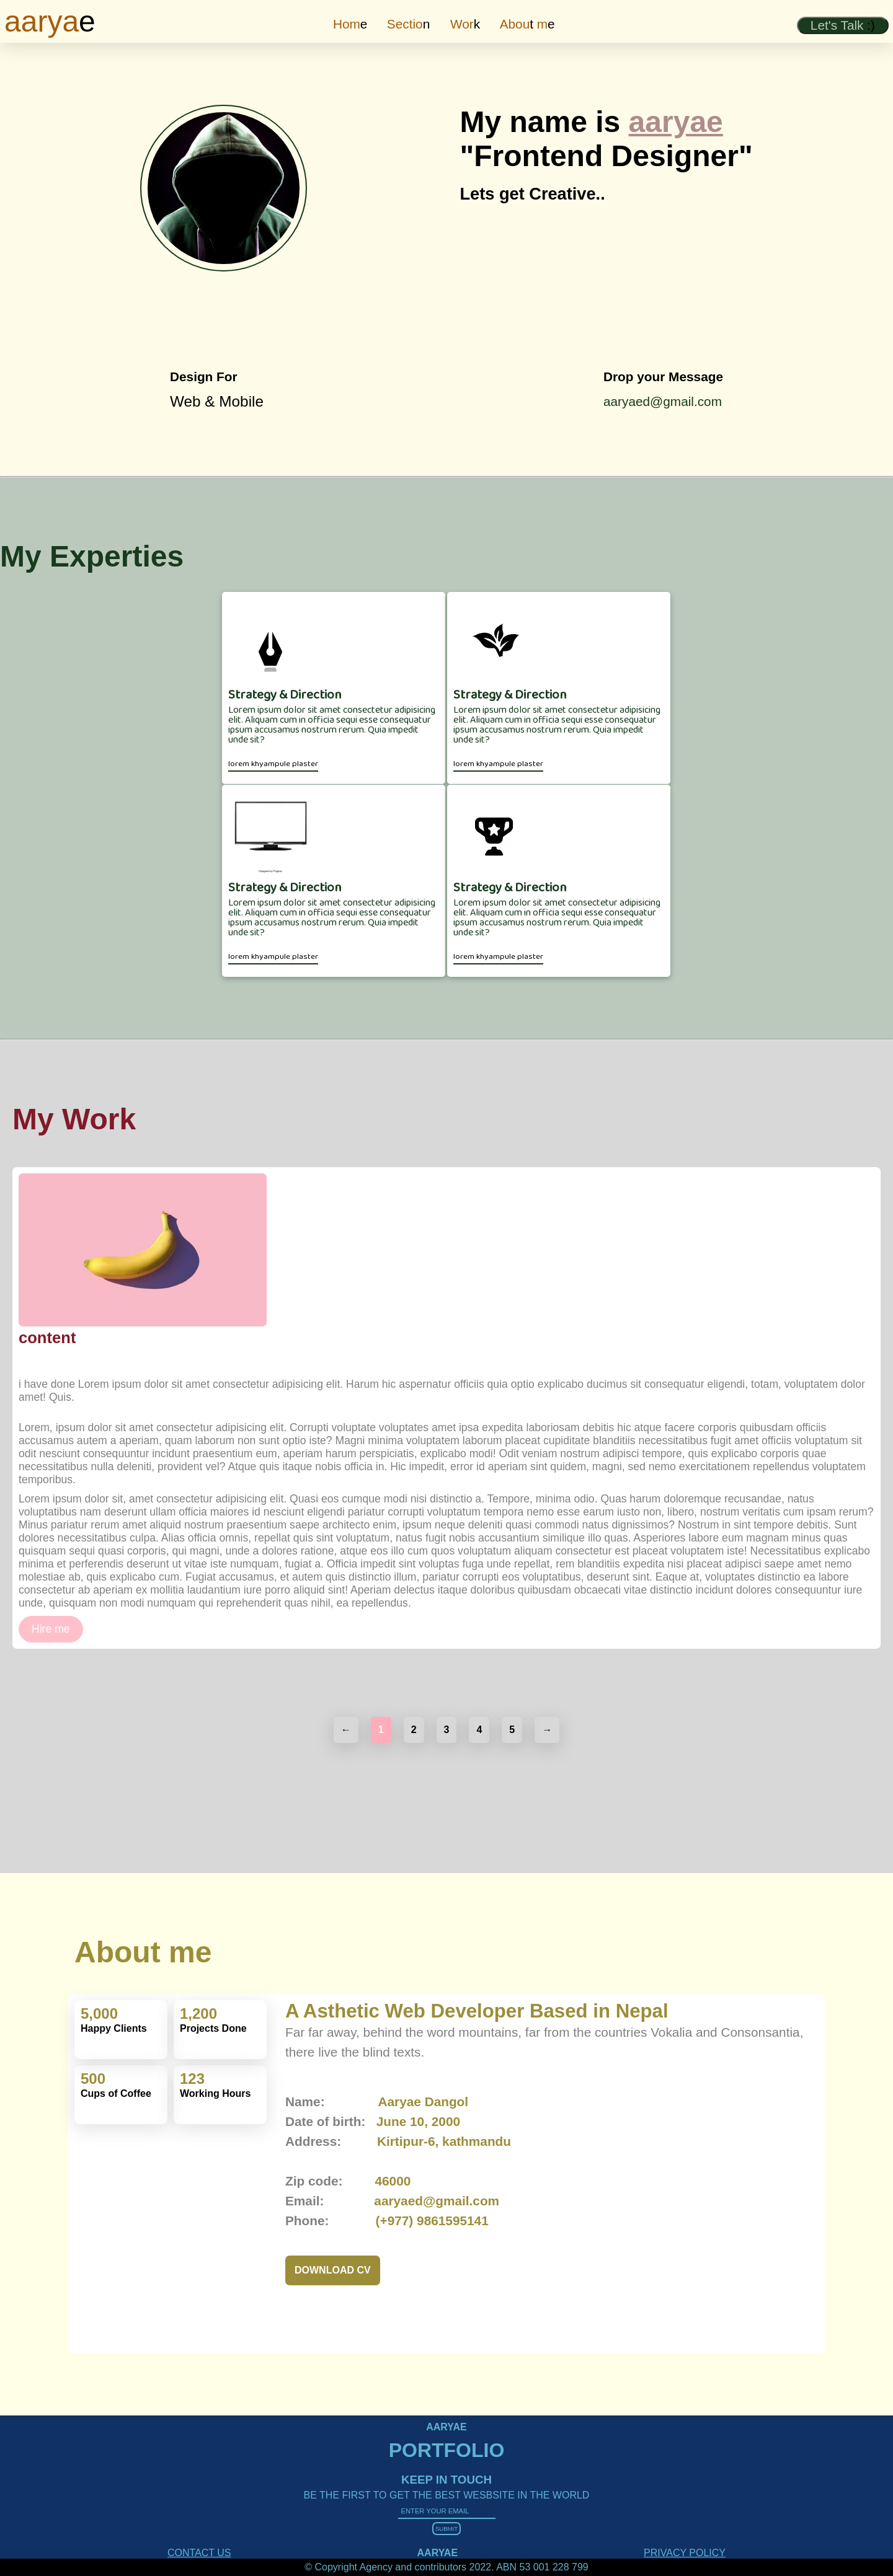 aaryae
Home Section Work About me
Let's Talk :)
My name is aaryae
"Frontend Designer"
Lets get Creative..
Design For
Web & Mobile
Drop your Message
aaryaed@gmail.com
My Experties
Strategy & Direction
Lorem ipsum dolor sit amet consectetur adipisicing
elit. Aliquam cum in officia sequi esse consequatur
ipsum accusamus nostrum rerum. Quia impedit
unde sit?
lorem khyampule plaster
Strategy & Direction
Lorem ipsum dolor sit amet consectetur adipisicing
elit. Aliquam cum in officia sequi esse consequatur
ipsum accusamus nostrum rerum. Quia impedit
unde sit?
lorem khyampule plaster
Strategy & Direction
Lorem ipsum dolor sit amet consectetur adipisicing
elit. Aliquam cum in officia sequi esse consequatur
ipsum accusamus nostrum rerum. Quia impedit
unde sit?
lorem khyampule plaster
Strategy & Direction
Lorem ipsum dolor sit amet consectetur adipisicing
elit. Aliquam cum in officia sequi esse consequatur
ipsum accusamus nostrum rerum. Quia impedit
unde sit?
lorem khyampule plaster
My Work
content
i have done Lorem ipsum dolor sit amet consectetur adipisicing elit. Harum hic aspernatur officiis quia optio explicabo ducimus sit consequatur eligendi, totam, voluptatem dolor
amet! Quis.
Lorem, ipsum dolor sit amet consectetur adipisicing elit. Corrupti voluptate voluptates amet ipsa expedita laboriosam debitis hic atque facere corporis quibusdam officiis
accusamus autem a aperiam, quam laborum non sunt optio iste? Magni minima voluptatem laborum placeat cupiditate blanditiis necessitatibus fugit amet officiis voluptatum sit
odit nesciunt consequuntur incidunt praesentium eum, aperiam harum perspiciatis, explicabo modi! Odit veniam nostrum adipisci tempore, quis explicabo corporis quae
necessitatibus nulla deleniti, provident vel? Atque quis itaque nobis officia in. Hic impedit, error id aperiam sint quidem, magni, sed nemo exercitationem repellendus voluptatem
temporibus.
Lorem ipsum dolor sit, amet consectetur adipisicing elit. Quasi eos cumque modi nisi distinctio a. Tempore, minima odio. Quas harum doloremque recusandae, natus
voluptatibus nam deserunt ullam officia maiores id nesciunt eligendi pariatur corrupti voluptatum tempora nemo esse earum iusto non, libero, nostrum veritatis cum ipsam rerum?
Minus pariatur rerum amet aliquid nostrum praesentium saepe architecto enim, ipsum neque deleniti quasi commodi natus dignissimos? Nostrum in sint tempore debitis. Sunt
dolores necessitatibus culpa. Alias officia omnis, repellat quis sint voluptatum, natus fugit nobis accusantium similique illo quas. Asperiores labore eum magnam minus quas
quisquam sequi quasi corporis, qui magni, unde a dolores ratione, atque eos illo cum quos voluptatum aliquam consectetur est placeat voluptatem iste! Necessitatibus explicabo
minima et perferendis deserunt ut vitae iste numquam, fugiat a. Officia impedit sint voluptas fuga unde repellat, rem blanditiis expedita nisi placeat adipisci saepe amet nemo
molestiae ab, quis explicabo cum. Fugiat accusamus, et autem quis distinctio illum, pariatur corrupti eos voluptatibus, deserunt sint. Eaque at, voluptates distinctio ea labore
consectetur ab aperiam ex mollitia laudantium iure porro aliquid sint! Aperiam delectus itaque doloribus quibusdam obcaecati vitae distinctio incidunt dolores consequuntur iure
unde, quisquam non modi numquam qui reprehenderit quas nihil, ea repellendus.
Hire me
← 1 2 3 4 5 →
About me
5,000
Happy Clients
1,200
Projects Done
500
Cups of Coffee
123
Working Hours
A Asthetic Web Developer Based in Nepal
Far far away, behind the word mountains, far from the countries Vokalia and Consonsantia,
there live the blind texts.
Name: Aaryae Dangol
Date of birth: June 10, 2000
Address: Kirtipur-6, kathmandu
Zip code: 46000
Email: aaryaed@gmail.com
Phone: (+977) 9861595141
DOWNLOAD CV
AARYAE
PORTFOLIO
KEEP IN TOUCH
BE THE FIRST TO GET THE BEST WESBSITE IN THE WORLD
ENTER YOUR EMAIL
SUBMIT
CONTACT US AARYAE PRIVACY POLICY
© Copyright Agency and contributors 2022. ABN 53 001 228 799